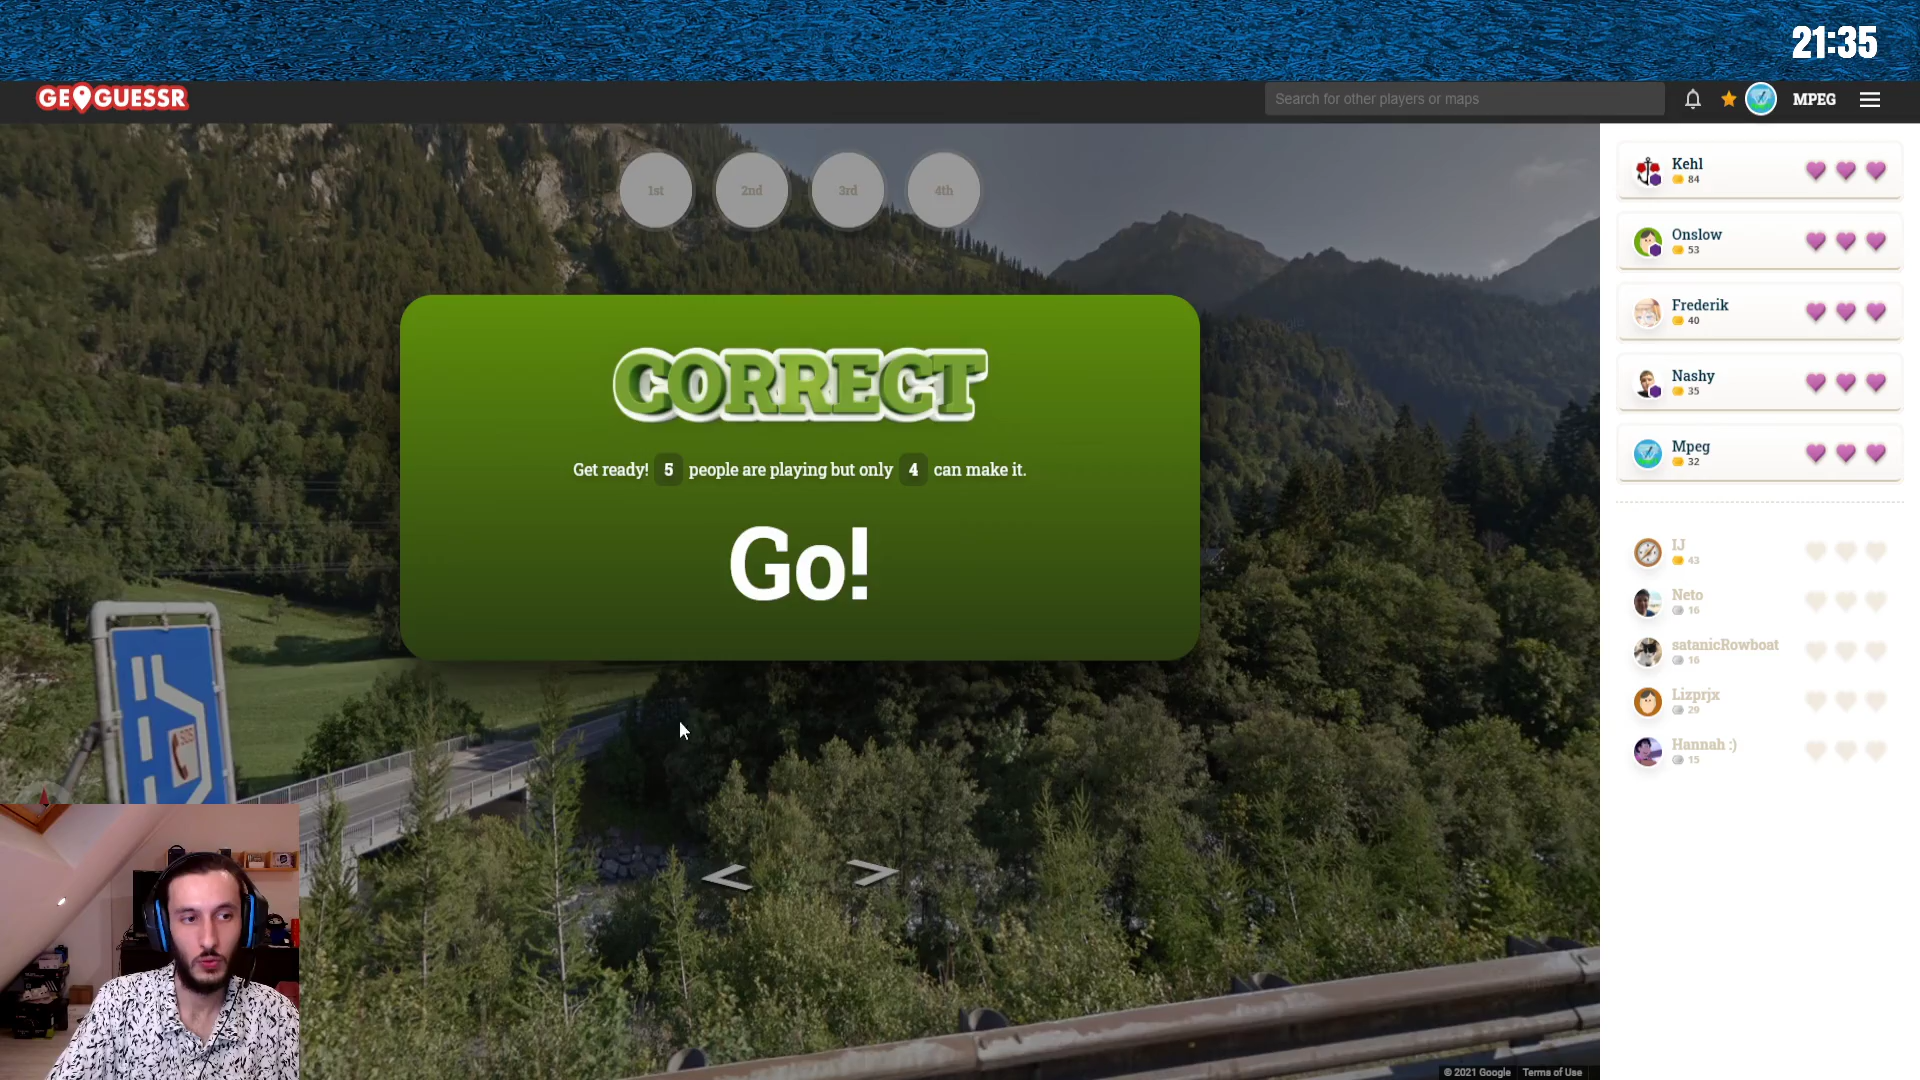 21:35
GEOGUESSR
Search for other players or maps
MPEG
1st
2nd
3rd
4th
CORRECT
Get ready! 5 people are playing but only 4 can make it.
Go!
SOS
Kehl
84
Onslow
53
Frederik
40
Nashy
35
Mpeg
32
IJ
43
Neto
16
satanicRowboat
16
Lizprjx
29
Hannah :)
15
© 2021 Google Terms of Use